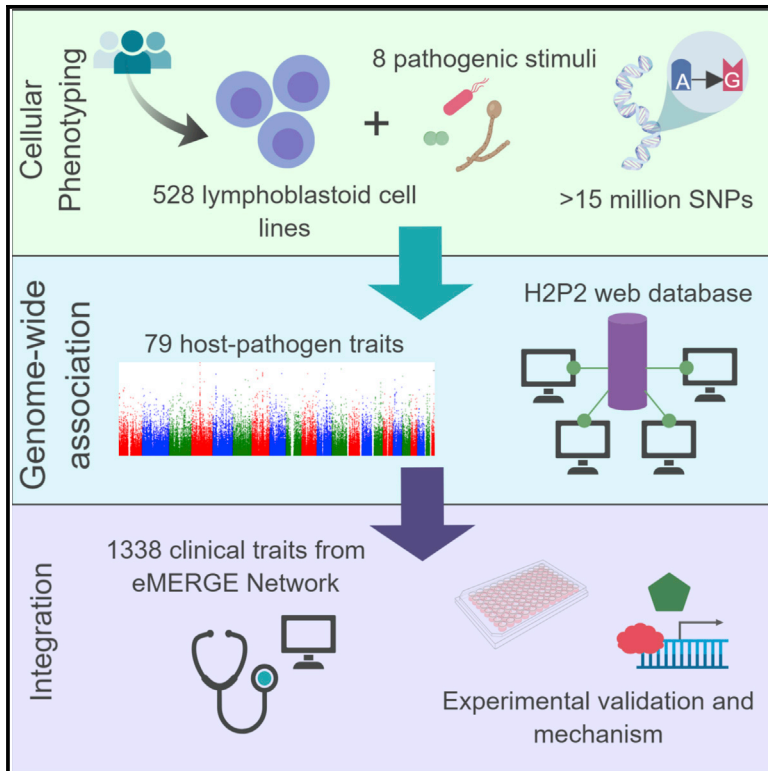 Cellular
Phenotyping
8 pathogenic stimuli
A
G
+
528 lymphoblastoid cell
lines
>15 million SNPs
Genome-wide
association
79 host-pathogen traits
H2P2 web database
Integration
1338 clinical traits from
eMERGE Network
Experimental validation and
mechanism